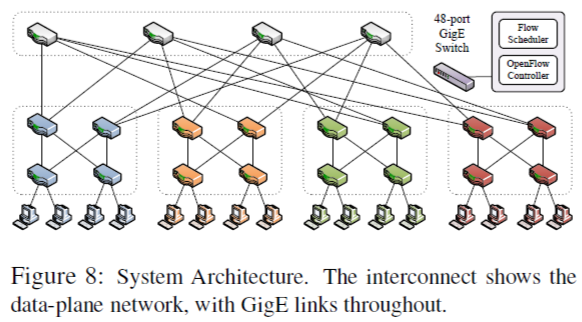 48-port
GigE
Switch
Flow
Scheduler
OpenFlow
Controller
Figure 8: System Architecture. The interconnect shows the
data-plane network, with GigE links throughout.